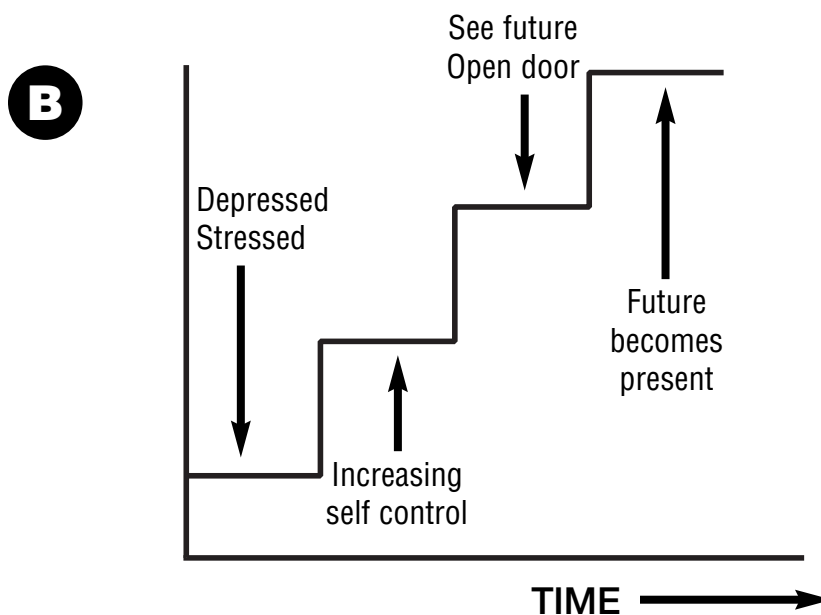 B
See future
Open door
Depressed
Stressed
Future
becomes
present
Increasing
self control
TIME